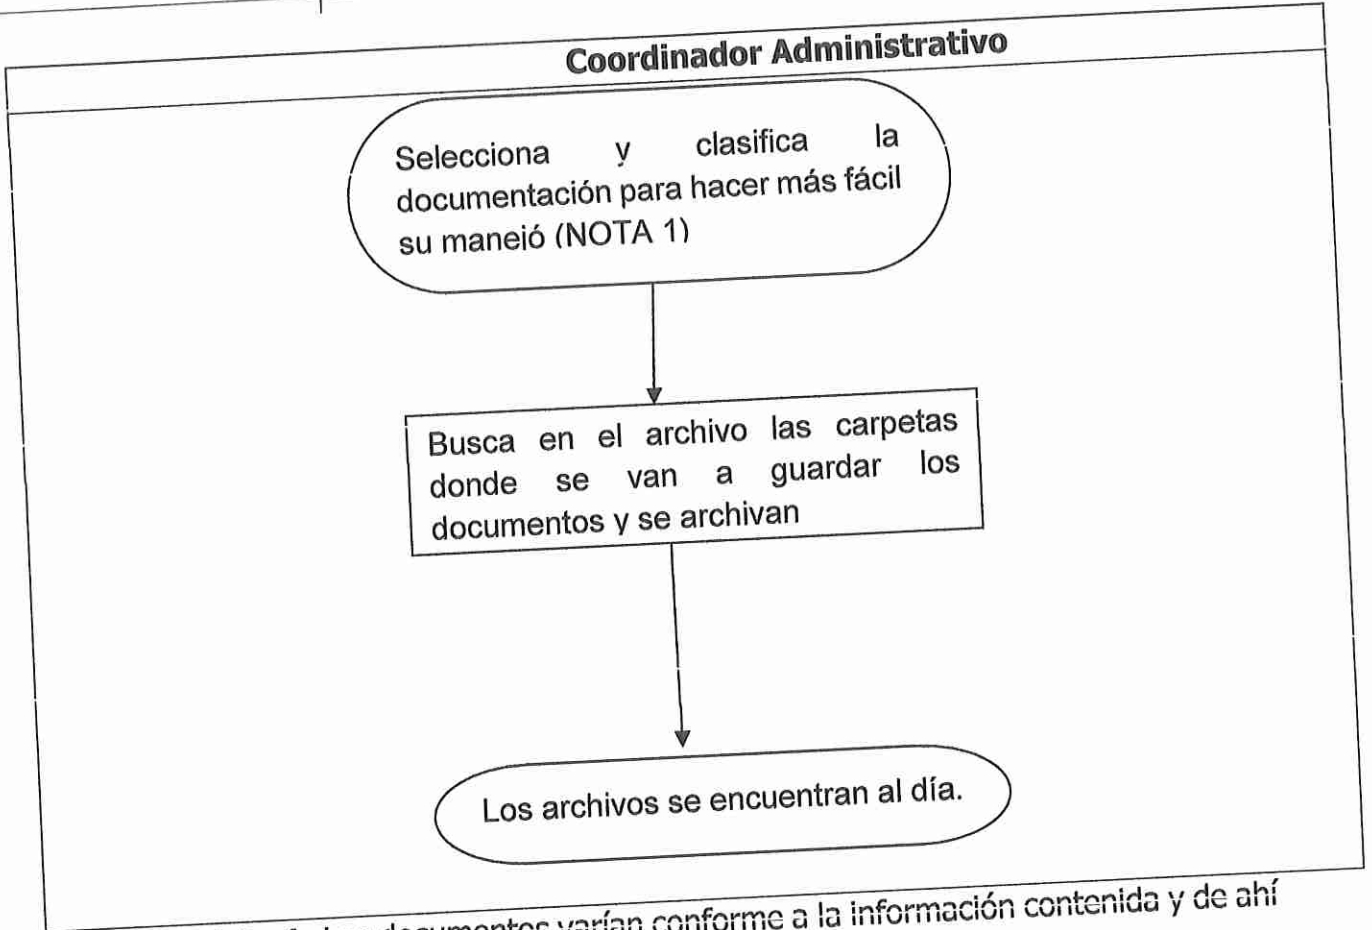 Coordinador Administrativo
Selecciona y clasifica la
documentación para hacer más fácil
su manejó (NOTA 1)
Busca en el archivo las carpetas
donde se van a guardar los
documentos y se archivan
Los archivos se encuentran al día.
documentos varían conforme a la información contenida y de ahí